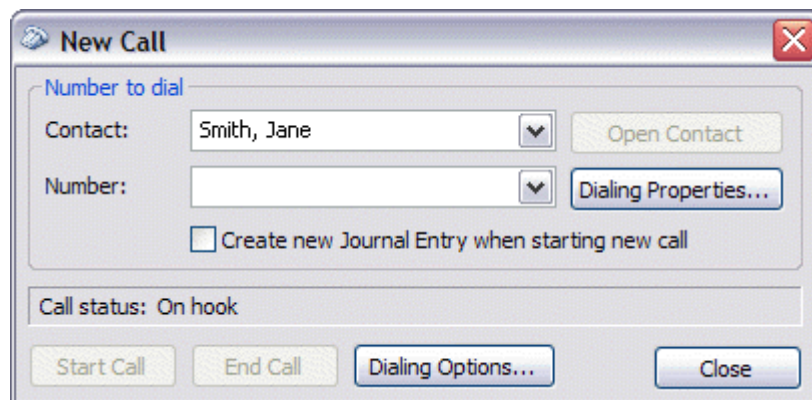 New Call
Number to dial
Contact: Smith, Jane Open Contact
Number: Dialing Properties...
Create new Journal Entry when starting new call
Call status: On hook
Start Call End Call Dialing Options... Close